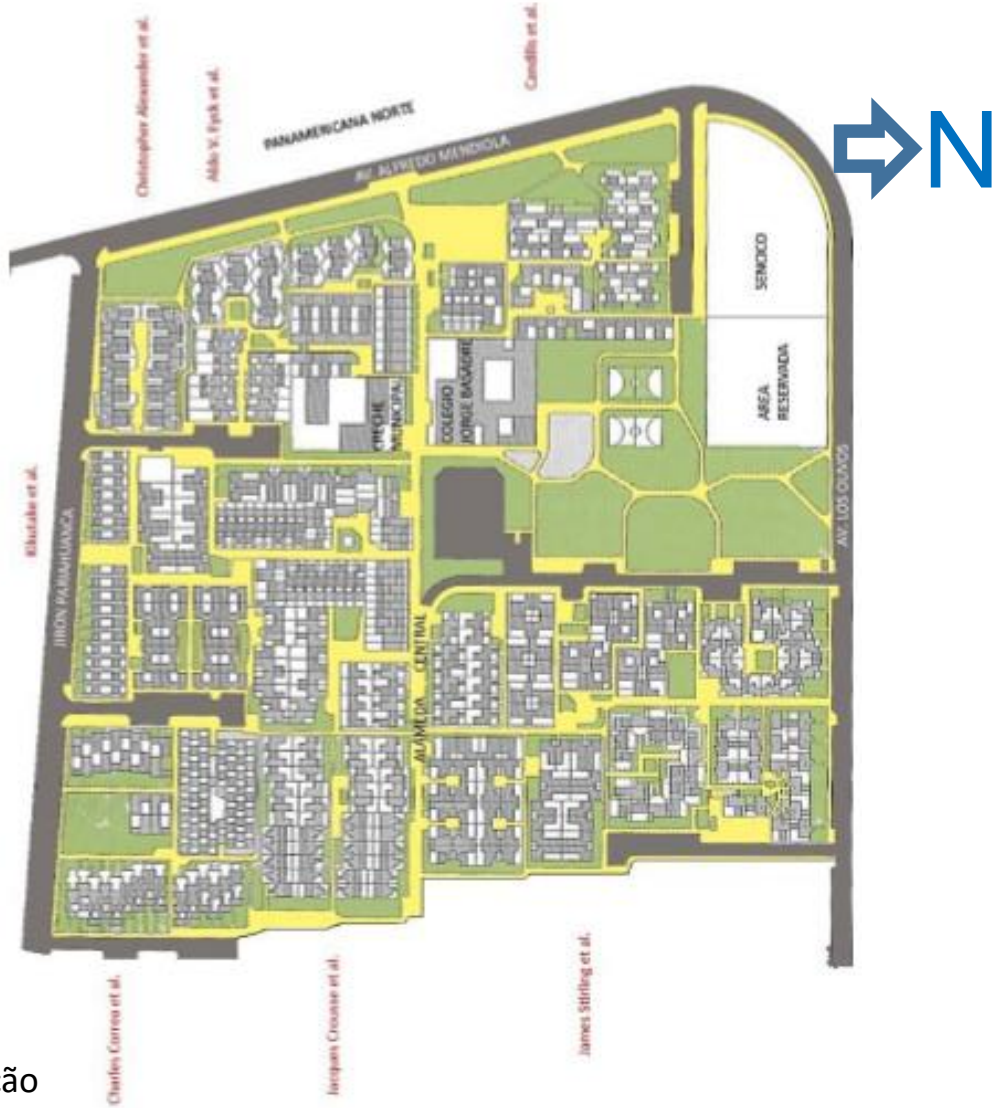 Christopher Alexander et al.
Aldo V. Eyck et al.
Candilis et al.
PANAMERICANA NORTE
AV. ALFREDO MENDIOLA
N
SENCICO
AREA
RESERVADA
COLEGIO
JORGE BASADRE
CRECHE
MUNICIPAL
Kikutake et al.
JIRON PARIAHUANCA
AV. LOS OLIVOS
ALAMEDA CENTRAL
Charles Correa et al.
Jacques Crousse et al.
James Stirling et al.
ção